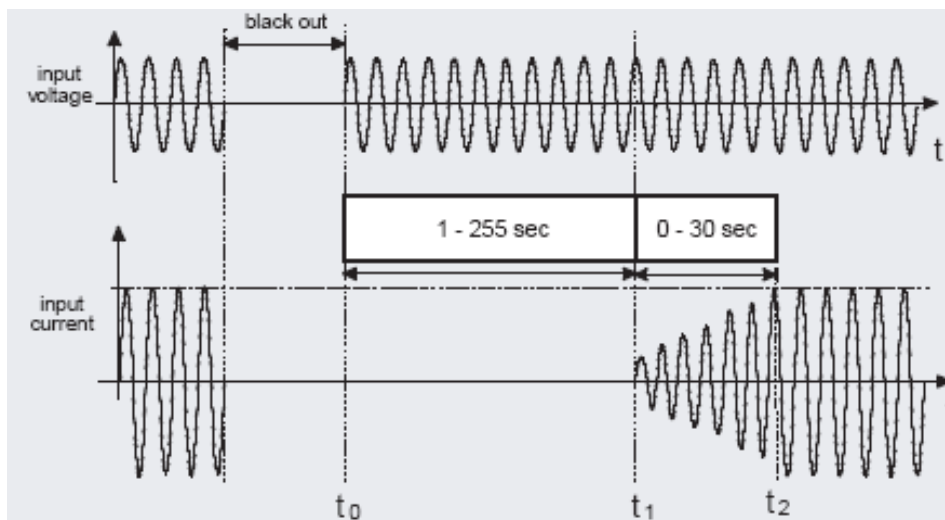 black out
input
voltage
t
1 - 255 sec
0 - 30 sec
input
current
t0
t1
t2